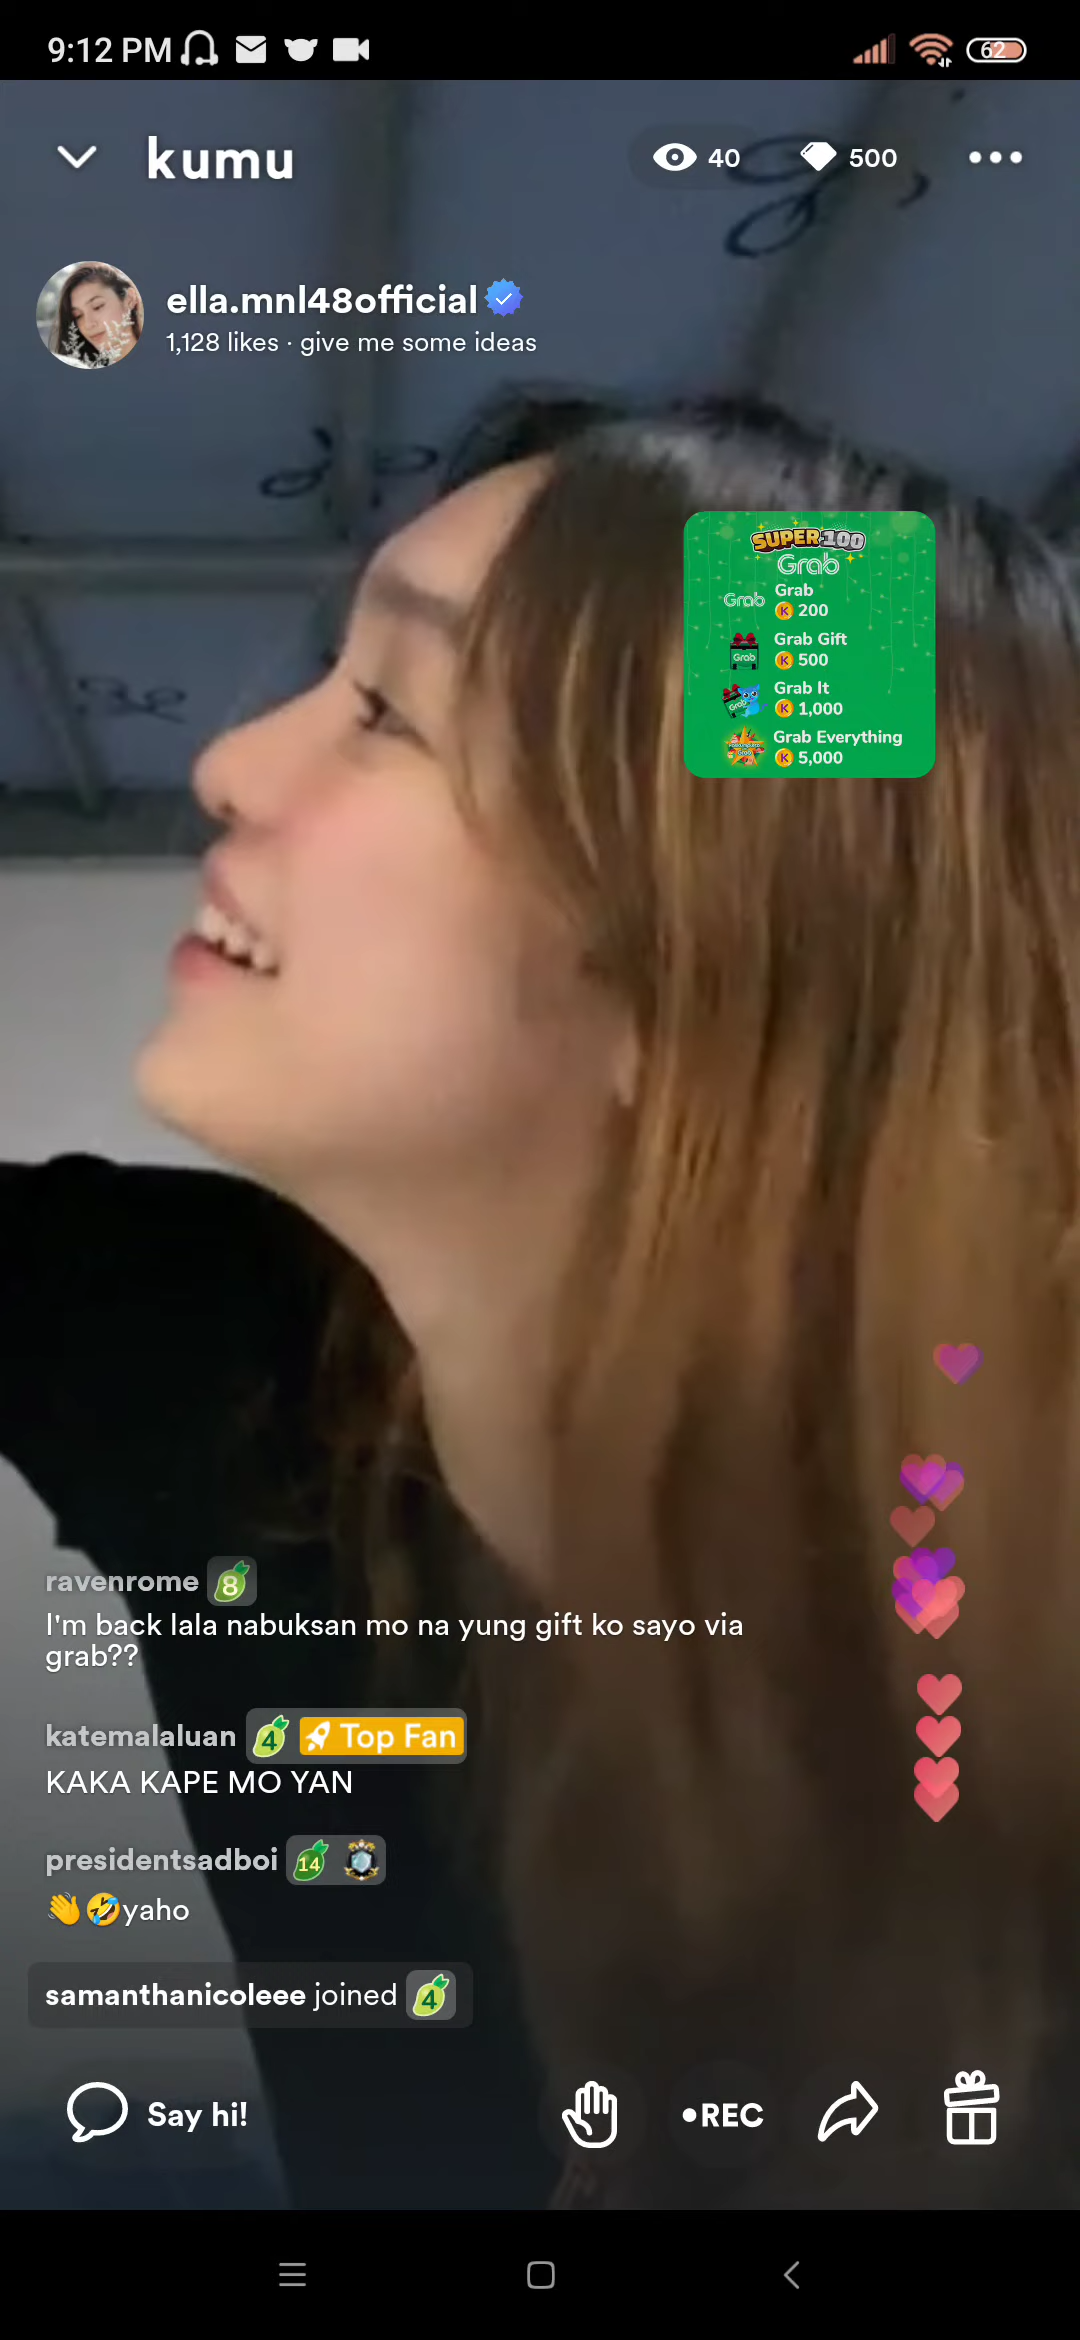 9:12 PM
62
kumu
40
500
ella.mnl48official
1,128 likes · give me some ideas
SUPER 100
Grab
Grab
Grab
200
Grab Gift
Grab
500
Grab It
Grab
1,000
Grab Everything
5,000
ravenrome 8
I'm back lala nabuksan mo na yung gift ko sayo via
grab??
katemalaluan 4 Top Fan
KAKA KAPE MO YAN
presidentsadboi 14
👋🤣yaho
samanthanicoleee joined 4
Say hi!
•REC